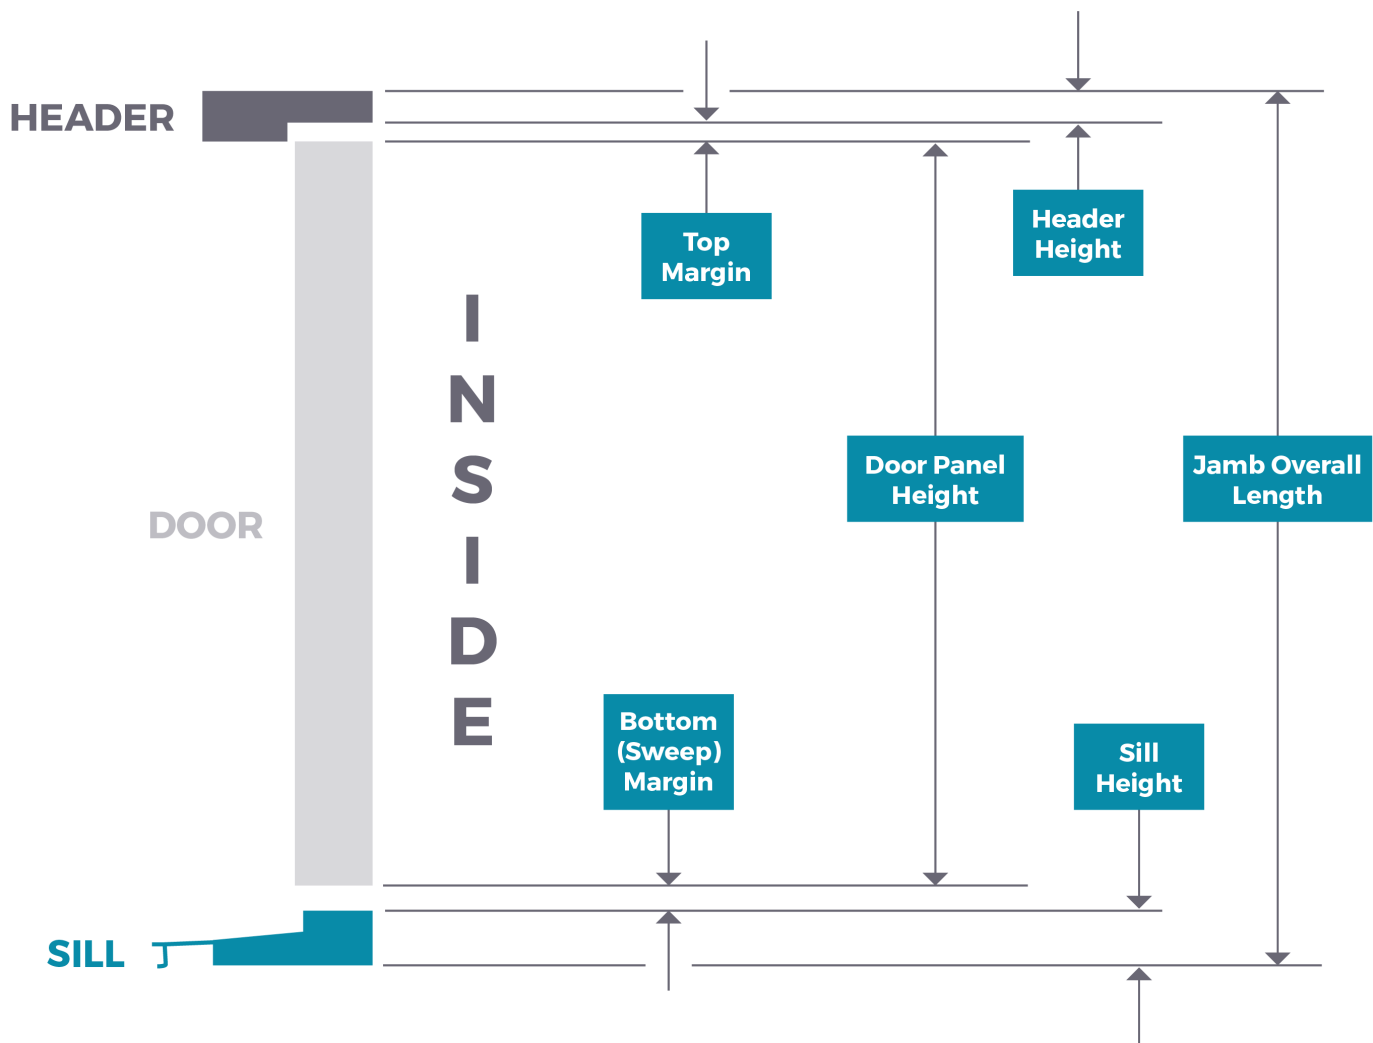 HEADER
Header
Height
Top
Margin
I
N
S
I
D
E
Door Panel
Height
Jamb Overall
Length
DOOR
Bottom
(Sweep)
Margin
Sill
Height
SILL